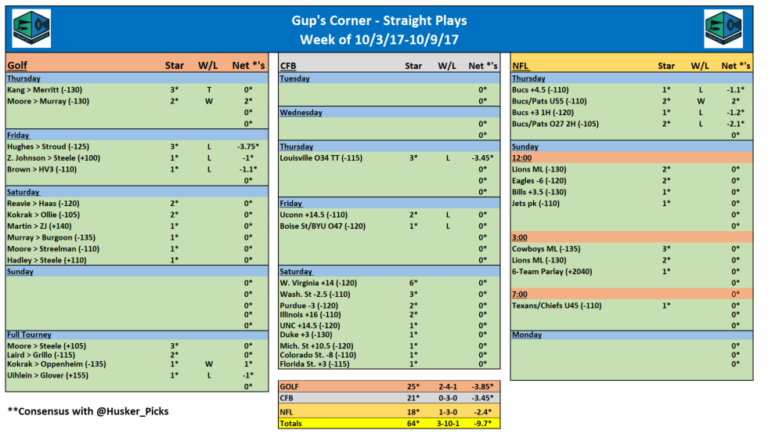 Gup's Corner - Straight Plays
Week of 10/3/17-10/9/17
Golf Star W/L Net *'s
Thursday
Kang > Merritt (-130) 3* T 0*
Moore > Murray (-130) 2* W 2*
0*
0*
Friday
Hughes > Stroud (-125) 3* L -3.75*
Z. Johnson > Steele (+100) 1* L -1*
Brown > HV3 (-110) 1* L -1.1*
Saturday
Reavie > Haas (-120) 2* 0*
Kokrak > Ollie (-105) 2* 0*
Martin > ZJ (+140) 1* 0*
Murray > Burgoon (-135) 1* 0*
Moore > Streelman (-110) 1* 0*
Hadley > Steele (+110) 1* 0*
Sunday
0*
0*
0*
0*
0*
Full Tourney
Moore > Steele (+105) 3* 0*
Laird > Grillo (-115) 2* 0*
Kokrak > Oppenheim (-135) 1* W 1*
Uihlein > Glover (+155) 1* L -1*
0*
CFB Star W/L Net *'s
Tuesday
0*
0*
Wednesday
0*
0*
Thursday
Louisville O34 TT (-115) 3* L -3.45*
0*
0*
0*
Friday
Uconn +14.5 (-110) 2* L 0*
Boise St/BYU O47 (-120) 1* L 0*
0*
0*
0*
Saturday
W. Virginia +14 (-120) 6* 0*
Wash. St -2.5 (-110) 3* 0*
Purdue -3 (-120) 2* 0*
Illinois +16 (-110) 2* 0*
UNC +14.5 (-120) 1* 0*
Duke +3 (-130) 1* 0*
Mich. St +10.5 (-120) 1* 0*
Colorado St. -8 (-110) 1* 0*
Florida St. +3 (-115) 1* 0*
NFL Star W/L Net *'s
Thursday
Bucs +4.5 (-110) 1* L -1.1*
Bucs/Pats U55 (-110) 2* W 2*
Bucs +3 1H (-120) 1* L -1.2*
Bucs/Pats O27 2H (-105) 2* L -2.1*
0*
Sunday
12:00
Lions ML (-130) 2* 0*
Eagles -6 (-120) 2* 0*
Bills +3.5 (-130) 1* 0*
Jets pk (-110) 1* 0*
0*
0*
3:00
Cowboys ML (-135) 3* 0*
Lions ML (-130) 2* 0*
6-Team Parlay (+2040) 1* 0*
0*
7:00 0*
Texans/Chiefs U45 (-110) 1* 0*
0*
Monday
0*
0*
0*
GOLF 25* 2-4-1 -3.85*
CFB 21* 0-3-0 -3.45*
NFL 18* 1-3-0 -2.4*
Totals 64* 3-10-1 -9.7*
**Consensus with @Husker_Picks